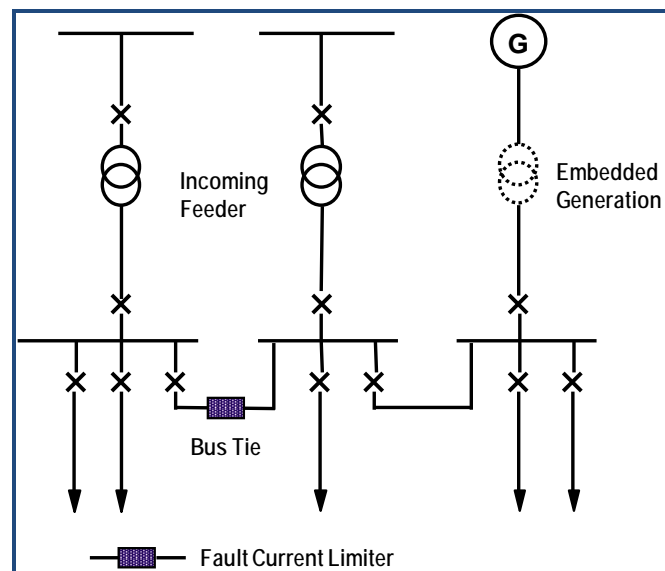 G
Incoming
Feeder
Embedded
Generation
Bus Tie
Fault Current Limiter